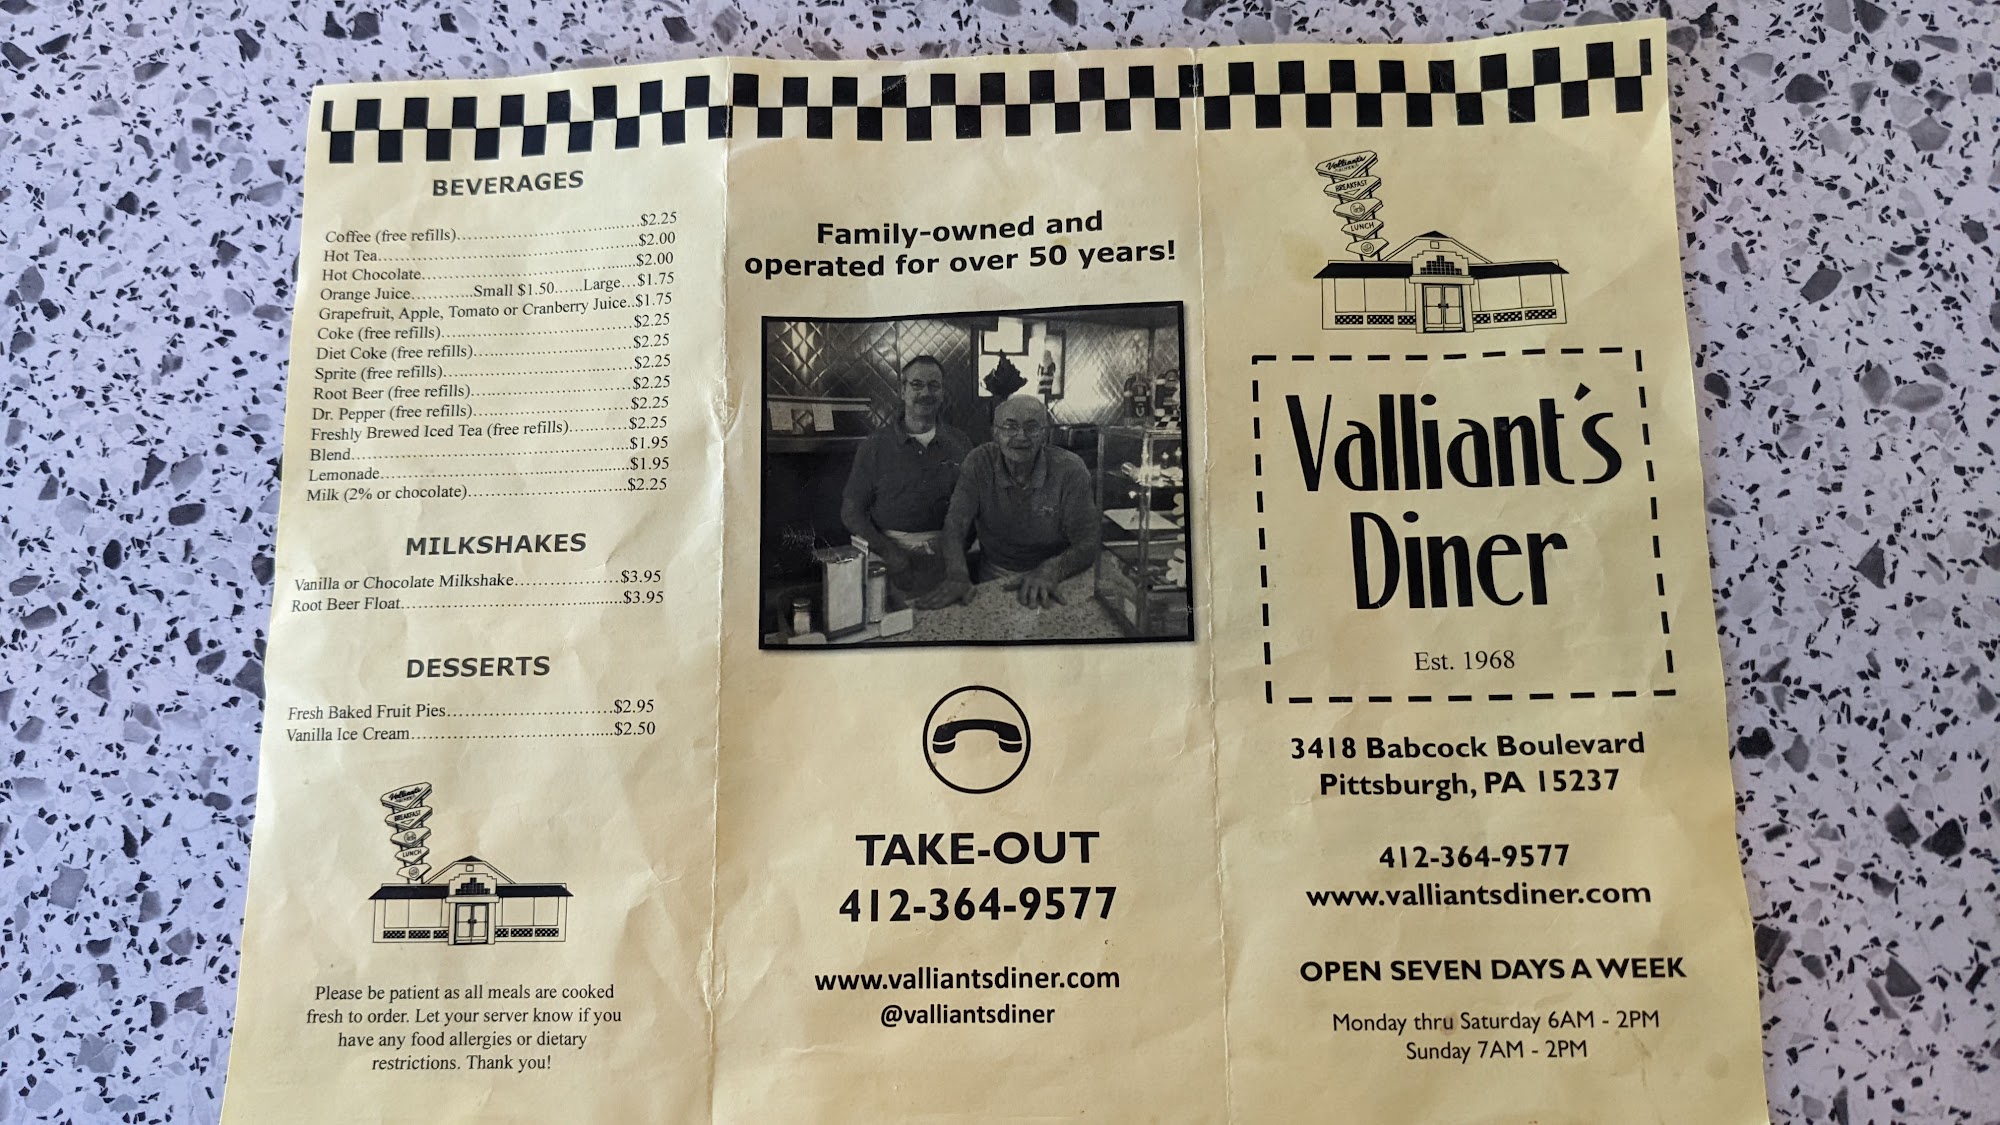 BEVERAGES
Coffee (free refills)................................$2.25
Hot Tea................................................$2.00
Hot Chocolate........................................$2.00
Orange Juice...........Small $1.50......Large...$1.75
Grapefruit, Apple, Tomato or Cranberry Juice..$1.75
Coke (free refills)..................................$2.25
Diet Coke (free refills)............................$2.25
Sprite (free refills).................................$2.25
Root Beer (free refills)............................$2.25
Dr. Pepper (free refills)...........................$2.25
Freshly Brewed Iced Tea (free refills)..........$2.25
Blend...................................................$1.95
Lemonade.............................................$1.95
Milk (2% or chocolate)............................$2.25
MILKSHAKES
Vanilla or Chocolate Milkshake..................$3.95
Root Beer Float......................................$3.95
DESSERTS
Fresh Baked Fruit Pies............................$2.95
Vanilla Ice Cream...................................$2.50
Valliant's
BREAKFAST
LUNCH
Please be patient as all meals are cooked
fresh to order. Let your server know if you
have any food allergies or dietary
restrictions. Thank you!
Family-owned and
operated for over 50 years!
TAKE-OUT
412-364-9577
www.valliantsdiner.com
@valliantsdiner
Valliant's
BREAKFAST
LUNCH
Valliant's
Diner
Est. 1968
3418 Babcock Boulevard
Pittsburgh, PA 15237
412-364-9577
www.valliantsdiner.com
OPEN SEVEN DAYS A WEEK
Monday thru Saturday 6AM - 2PM
Sunday 7AM - 2PM